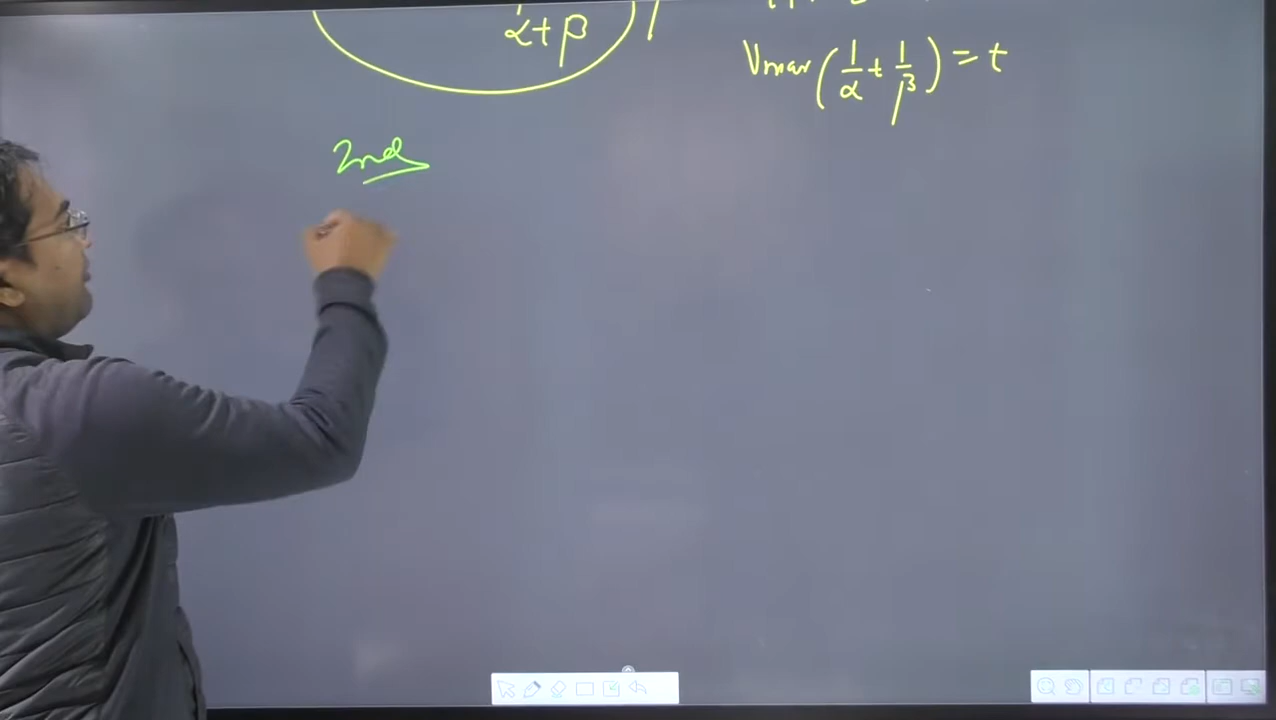 α+β
Vmax (1/α + 1/β) = t
2nd